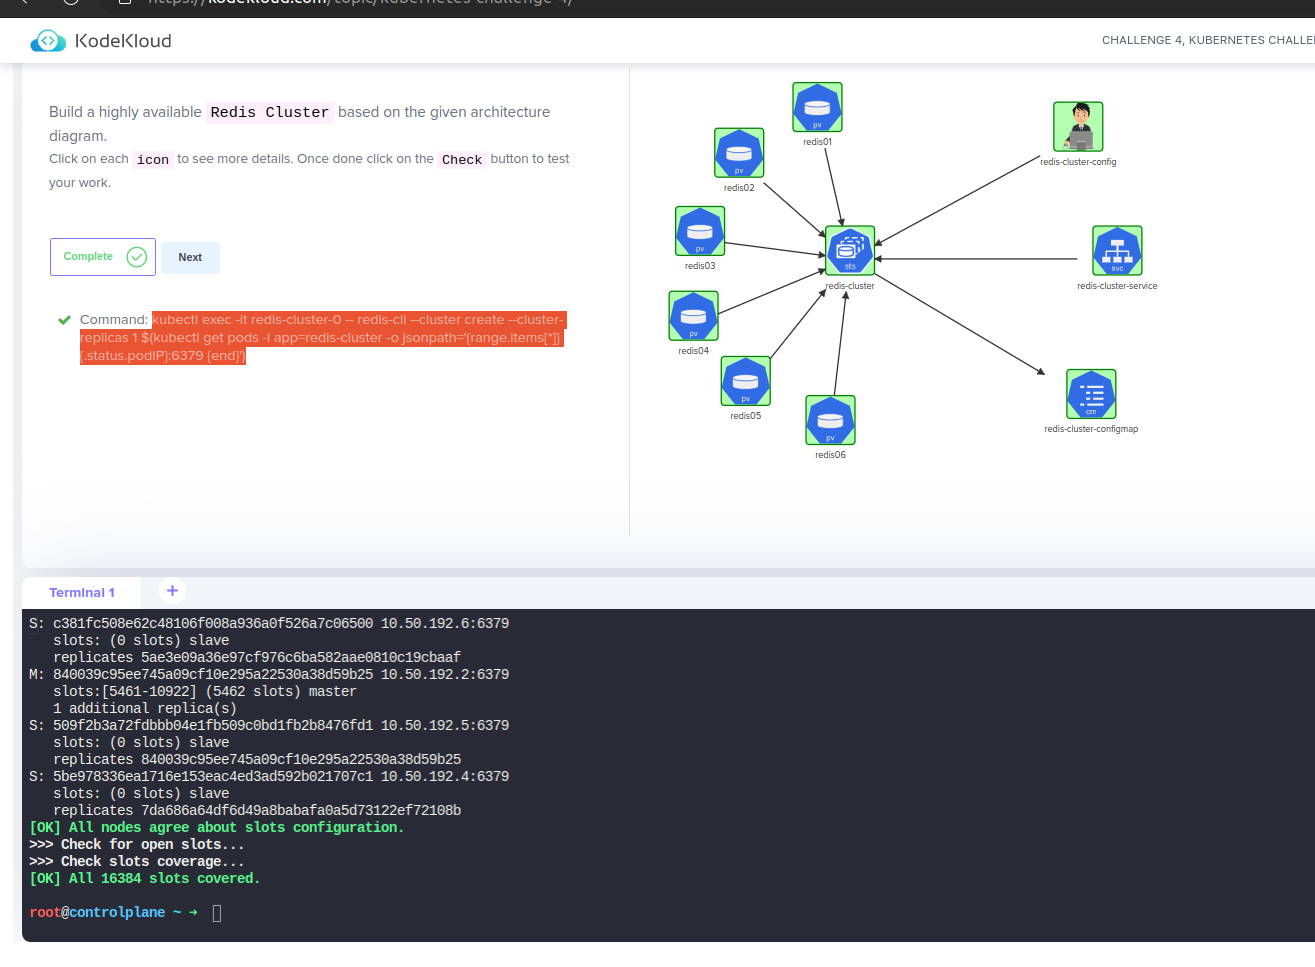 https://kodekloud.com/topic/kubernetes-challenge-4/
KodeKloud
CHALLENGE 4, KUBERNETES CHALLE
Build a highly available Redis Cluster based on the given architecture
diagram.
Click on each icon to see more details. Once done click on the Check button to test
your work.
Complete
Next
Command: kubectl exec -it redis-cluster-0 -- redis-cli --cluster create --cluster-
replicas 1 $(kubectl get pods -l app=redis-cluster -o jsonpath='{range.items[*]}
{.status.podIP}:6379 {end}')
pv
redis01
pv
redis02
pv
redis03
pv
redis04
pv
redis05
pv
redis06
sts
redis-cluster
redis-cluster-config
svc
redis-cluster-service
cm
redis-cluster-configmap
Terminal 1
+
S: c381fc508e62c48106f008a936a0f526a7c06500 10.50.192.6:6379
slots: (0 slots) slave
replicates 5ae3e09a36e97cf976c6ba582aae0810c19cbaaf
M: 840039c95ee745a09cf10e295a22530a38d59b25 10.50.192.2:6379
slots:[5461-10922] (5462 slots) master
1 additional replica(s)
S: 509f2b3a72fdbbb04e1fb509c0bd1fb2b8476fd1 10.50.192.5:6379
slots: (0 slots) slave
replicates 840039c95ee745a09cf10e295a22530a38d59b25
S: 5be978336ea1716e153eac4ed3ad592b021707c1 10.50.192.4:6379
slots: (0 slots) slave
replicates 7da686a64df6d49a8babafa0a5d73122ef72108b
[OK] All nodes agree about slots configuration.
>>> Check for open slots...
>>> Check slots coverage...
[OK] All 16384 slots covered.
root@controlplane ~ ➜